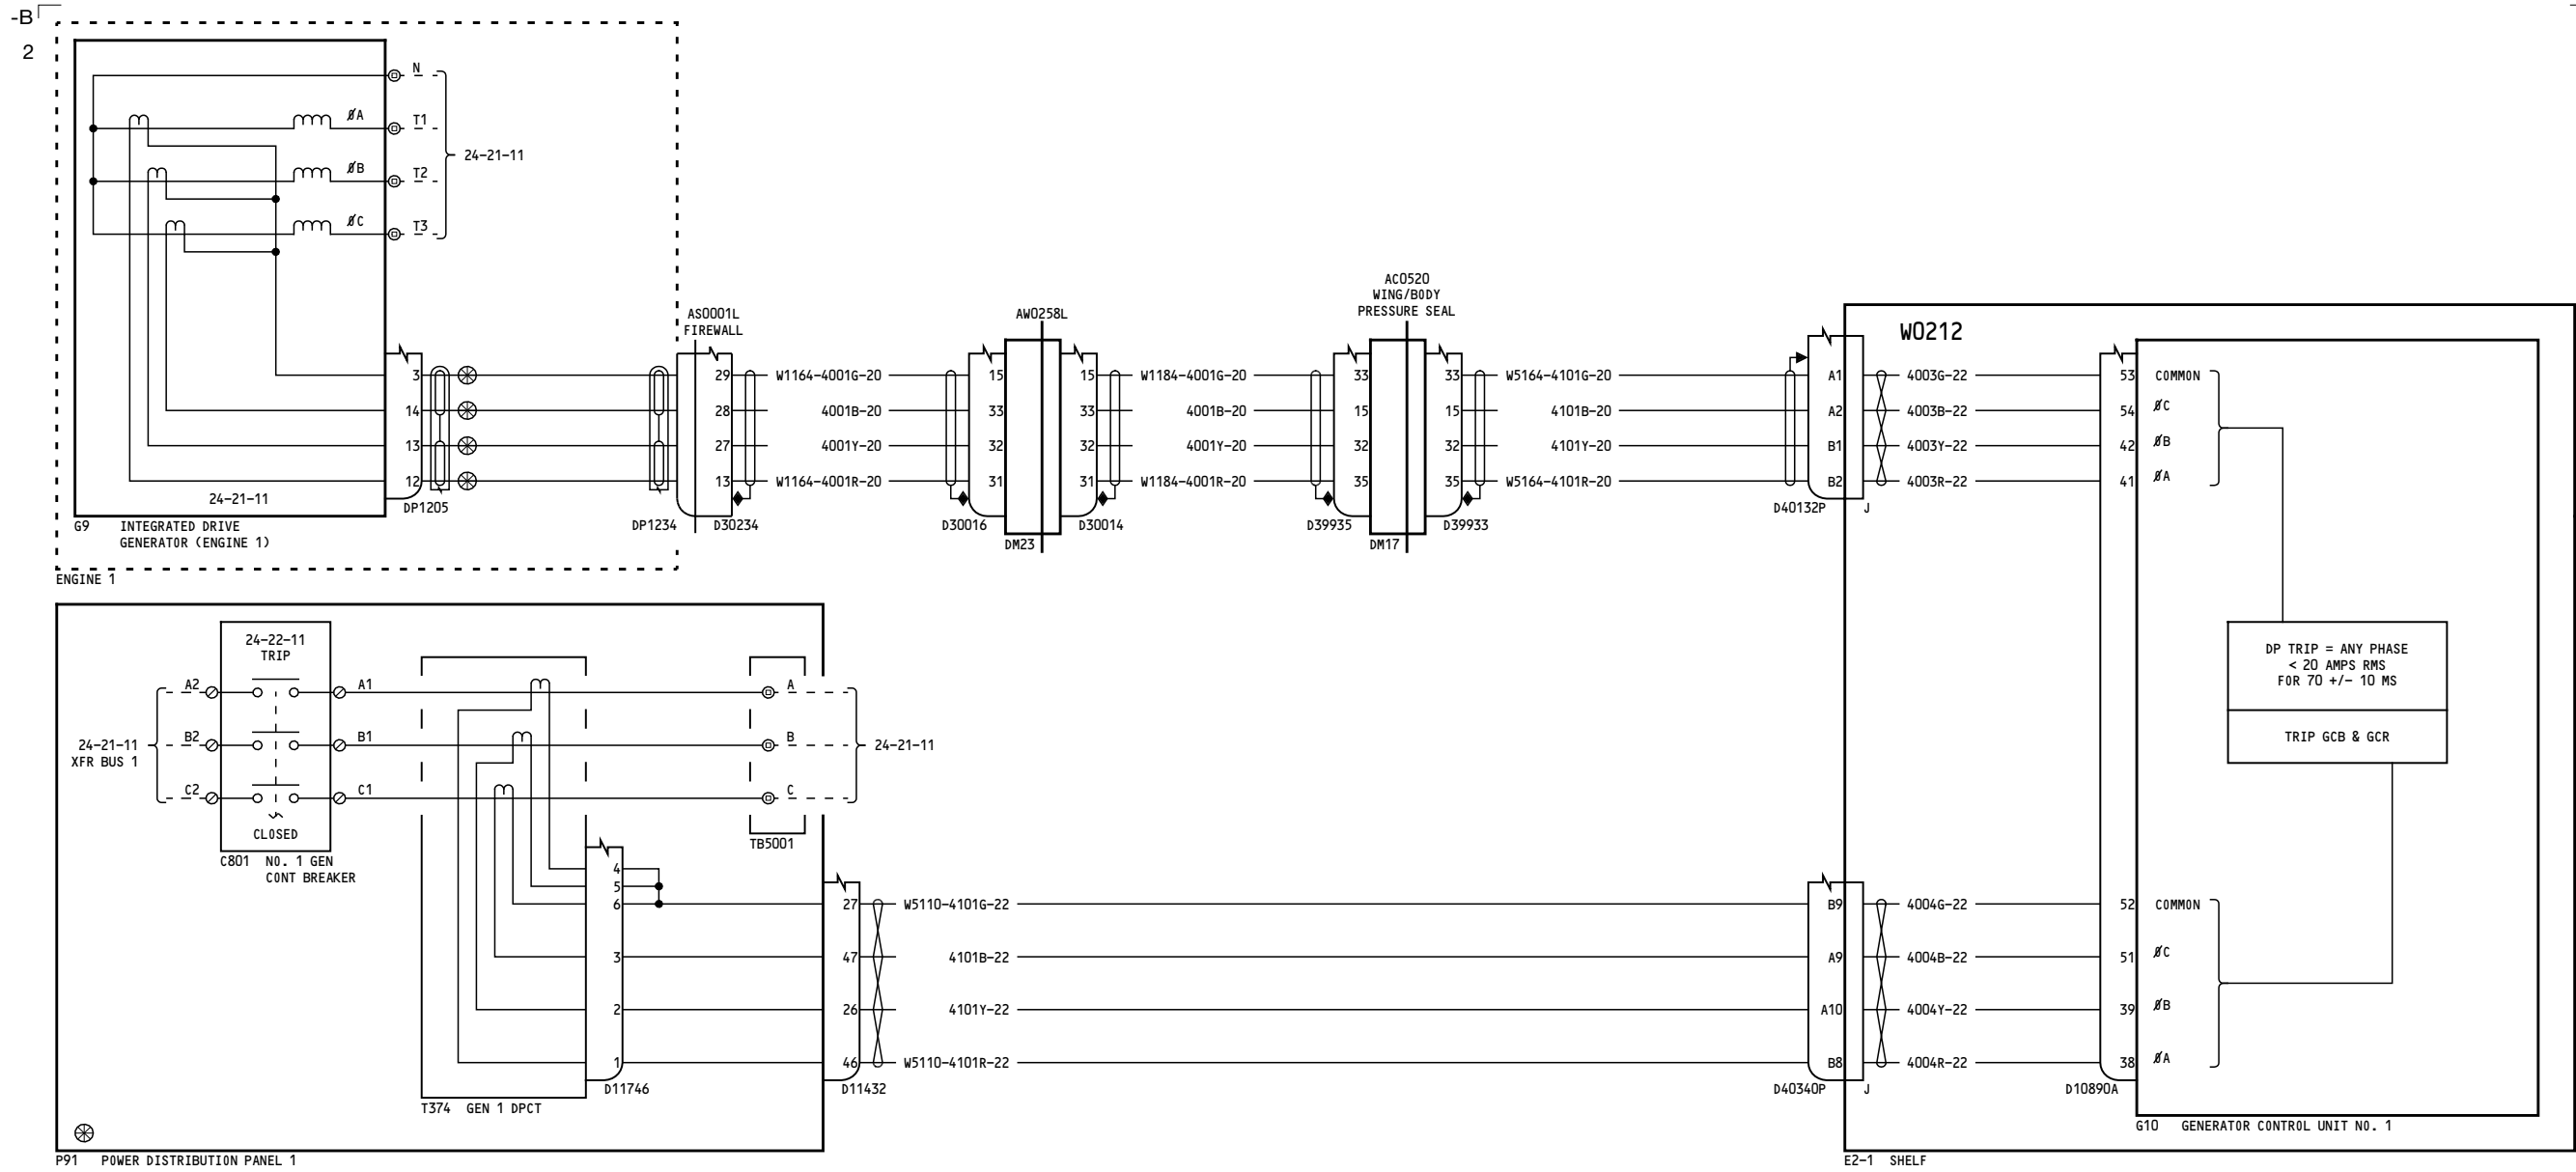 -B
2
N
ØA
T1
24-21-11
ØB
T2
ØC
T3
AS0001L
FIREWALL
AW0258L
AC0520
WING/BODY
PRESSURE SEAL
W0212
3 29 W1164-4001G-20 15 15 W1184-4001G-20 33 33 W5164-4101G-20 A1 4003G-22 53 COMMON
14 28 4001B-20 33 33 4001B-20 15 15 4101B-20 A2 4003B-22 54 ØC
13 27 4001Y-20 32 32 4001Y-20 32 32 4101Y-20 B1 4003Y-22 42 ØB
12 13 W1164-4001R-20 31 31 W1184-4001R-20 35 35 W5164-4101R-20 B2 4003R-22 41 ØA
24-21-11
DP1205
D40132P J
G9 INTEGRATED DRIVE
GENERATOR (ENGINE 1)
DP1234 D30234 D30016 D30014 D39935 D39933
DM23 DM17
ENGINE 1
24-22-11
TRIP
DP TRIP = ANY PHASE
< 20 AMPS RMS
FOR 70 +/- 10 MS
TRIP GCB & GCR
A2 A1 A
B2 B1 B
24-21-11
XFR BUS 1
24-21-11
C2 C1 C
CLOSED
TB5001
C801 NO. 1 GEN
CONT BREAKER
4
5
6 27 W5110-4101G-22 B9 4004G-22 52 COMMON
3 47 4101B-22 A9 4004B-22 51 ØC
2 26 4101Y-22 A10 4004Y-22 39 ØB
1 46 W5110-4101R-22 B8 4004R-22 38 ØA
D11746 D11432 D40340P J D10890A
T374 GEN 1 DPCT
G10 GENERATOR CONTROL UNIT NO. 1
P91 POWER DISTRIBUTION PANEL 1
E2-1 SHELF